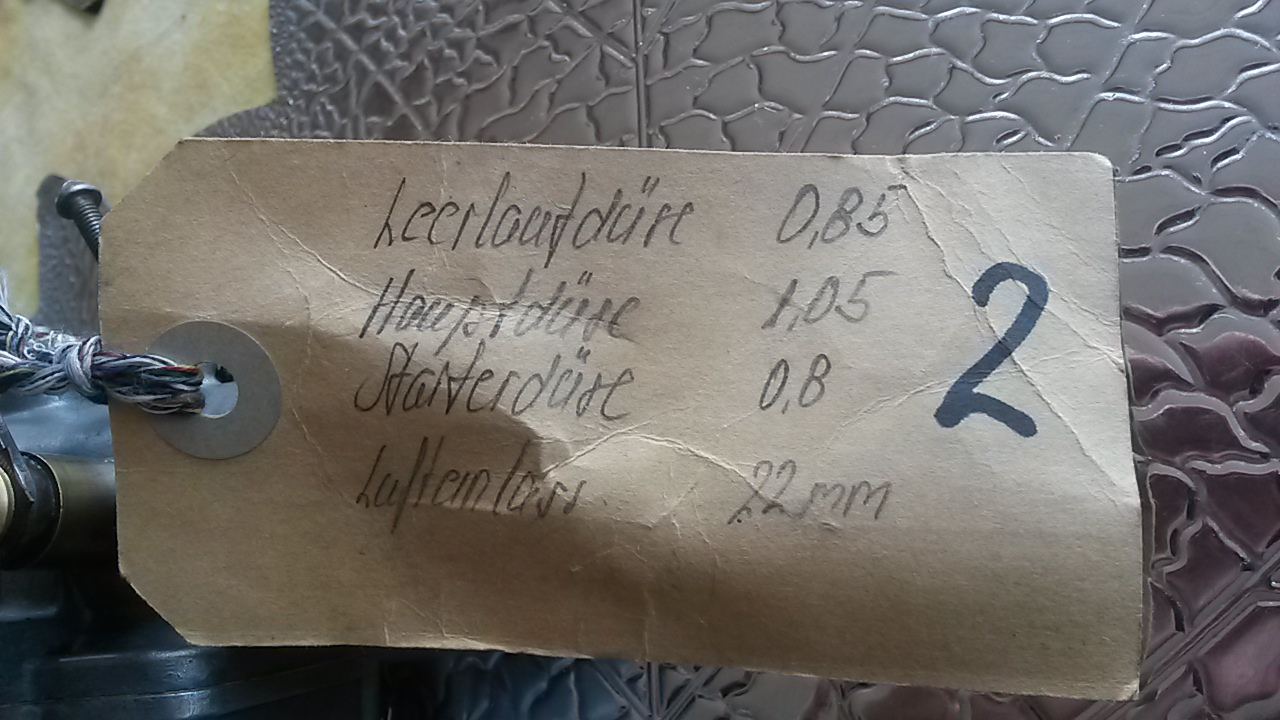 Leerlaufdüse 0,85
Hauptdüse 1,05
Starterdüse 0,8
Lufteinlass 22 mm
2